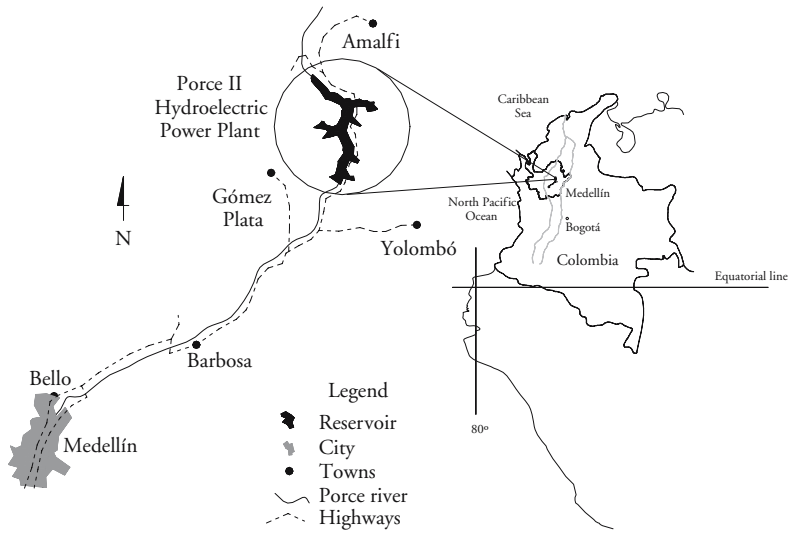 Amalfi
Porce II
Hydroelectric
Power Plant
Caribbean
Sea
Gómez
Plata
Medellín
North Pacific
Ocean
N
Bogotá
Yolombó
Colombia
Equatorial line
Barbosa
Bello
Legend
Reservoir
Medellín
City
80º
Towns
Porce river
Highways